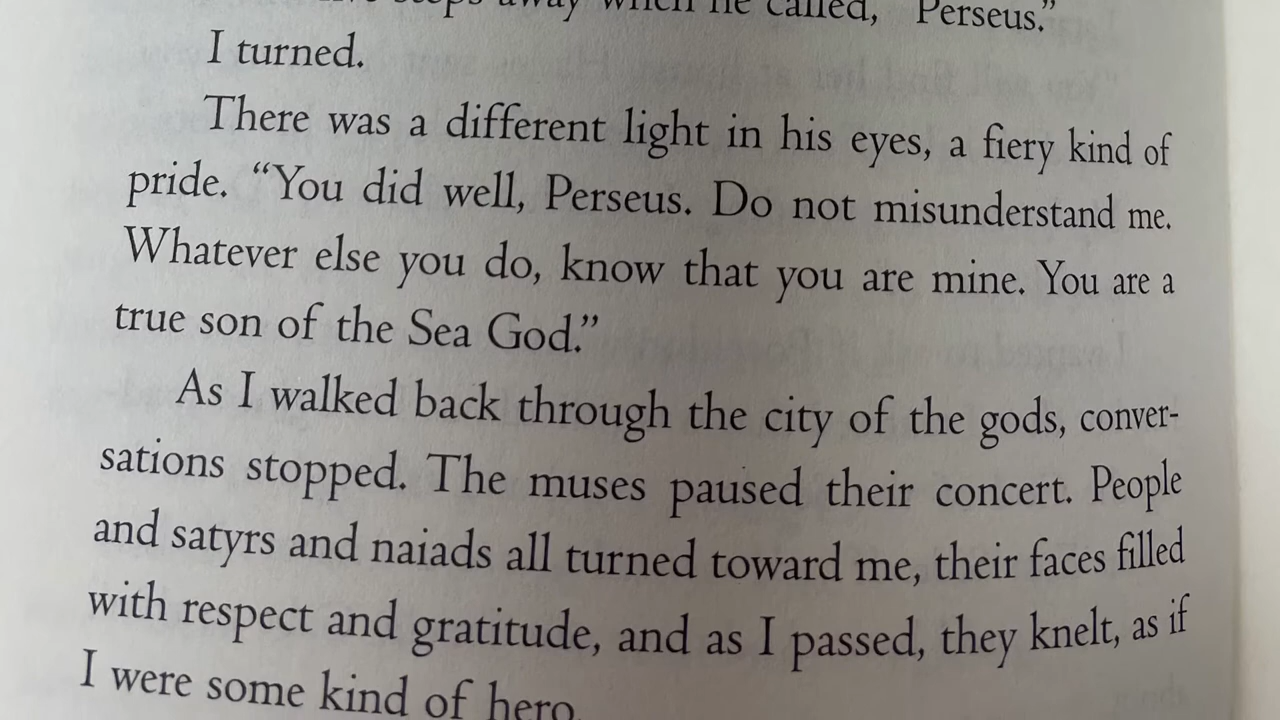 steps away when he called, "Perseus."
I turned.
There was a different light in his eyes, a fiery kind of
pride. “You did well, Perseus. Do not misunderstand me.
Whatever else you do, know that you are mine. You are a
true son of the Sea God.”
As I walked back through the city of the gods, conver-
sations stopped. The muses paused their concert. People
and satyrs and naiads all turned toward me, their faces filled
with respect and gratitude, and as I passed, they knelt, as if
I were some kind of hero.